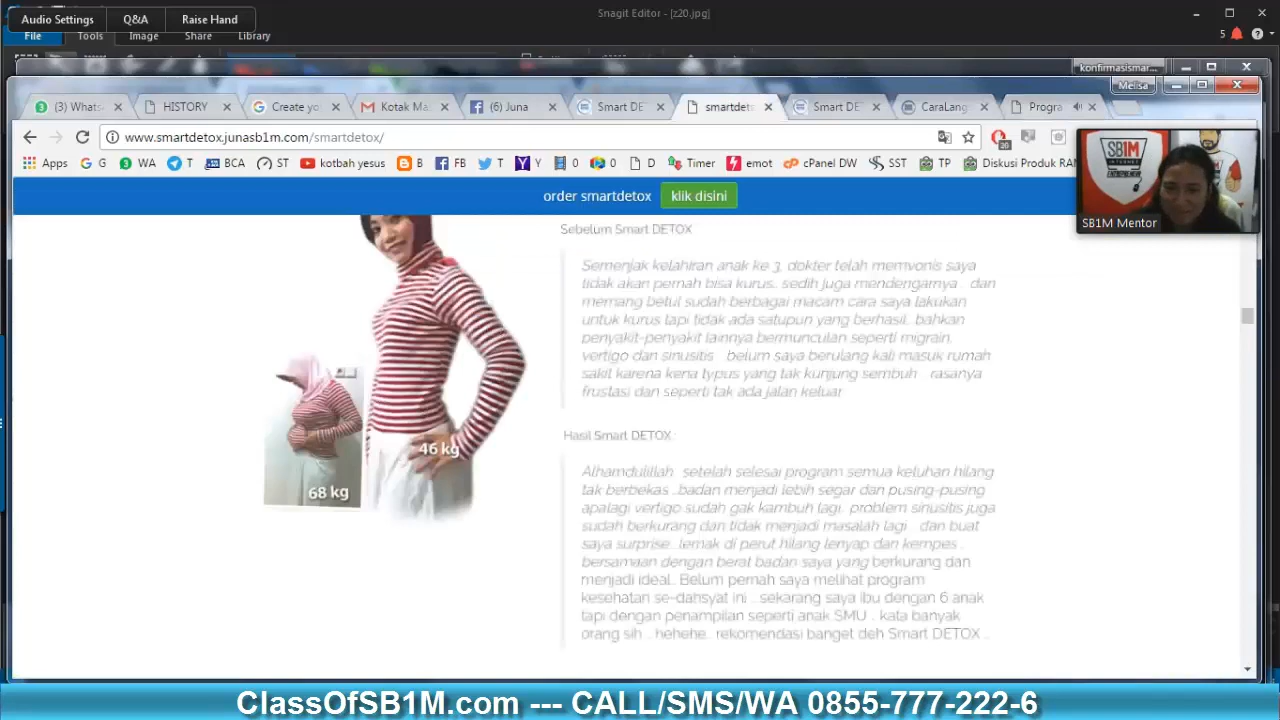 Snagit Editor - [z20.jpg]
Audio Settings
Q&A
Raise Hand
5
File
Tools
Image
Share
Library
konfirmasismar...
Melisa
(3) Whats
HISTORY
Create yo
Kotak Ma
(6) Juna
Smart DE
smartdeto
Smart DE
CaraLang
Progra
www.smartdetox.junasb1m.com/smartdetox/
Apps
G
WA
T
BCA
ST
kotbah yesus
B
FB
T
Y
0
0
D
Timer
emot
cPanel DW
SST
TP
Diskusi Produk RAN
order smartdetox
klik disini
SB1M
INTERNET
ENTREPRENEUR
SB1M Mentor
Sebelum Smart DETOX
Semenjak kelahiran anak ke 3, dokter telah memvonis saya
tidak akan pernah bisa kurus.. sedih juga mendengarnya .. dan
memang betul sudah berbagai macam cara saya lakukan
untuk kurus tapi tidak ada satupun yang berhasil.. bahkan
penyakit-penyakit lainnya bermunculan seperti migrain,
vertigo dan sinusitis .. belum saya berulang kali masuk rumah
sakit karena kena typus yang tak kunjung sembuh .. rasanya
frustasi dan seperti tak ada jalan keluar
68 kg
46 kg
Hasil Smart DETOX :
Alhamdulillah.. setelah selesai program semua keluhan hilang
tak berbekas ..badan menjadi lebih segar dan pusing-pusing
apalagi vertigo sudah gak kambuh lagi.. problem sinusitis juga
sudah berkurang dan tidak menjadi masalah lagi .. dan buat
saya surprise.. lemak di perut hilang lenyap dan kempes ..
bersamaan dengan berat badan saya yang berkurang dan
menjadi ideal.. Belum pernah saya melihat program
kesehatan se-dahsyat ini .. sekarang saya ibu dengan 6 anak
tapi dengan penampilan seperti anak SMU .. kata banyak
orang sih .. hehehe.. rekomendasi banget deh Smart DETOX ..
ClassOfSB1M.com --- CALL/SMS/WA 0855-777-222-6